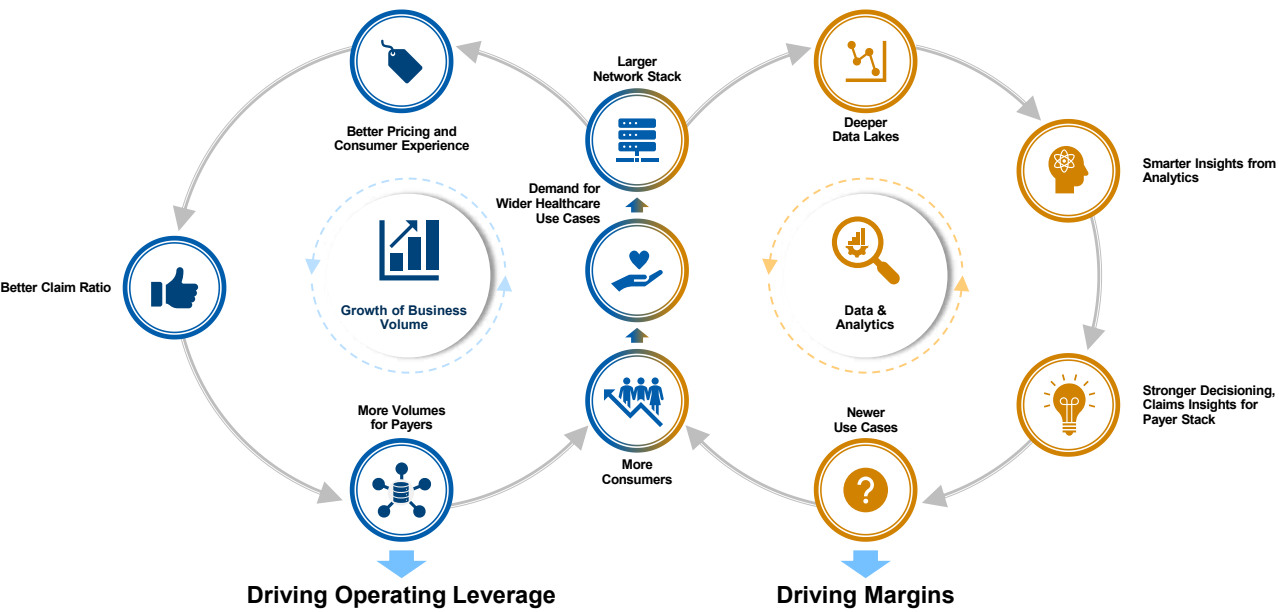 Larger
Network Stack
Better Pricing and
Consumer Experience
Deeper
Data Lakes
Smarter Insights from
Analytics
Demand for
Wider Healthcare
Use Cases
Better Claim Ratio
Growth of Business
Volume
Data &
Analytics
More Volumes
for Payers
Newer
Use Cases
Stronger Decisioning,
Claims Insights for
Payer Stack
More
Consumers
?
Driving Operating Leverage
Driving Margins